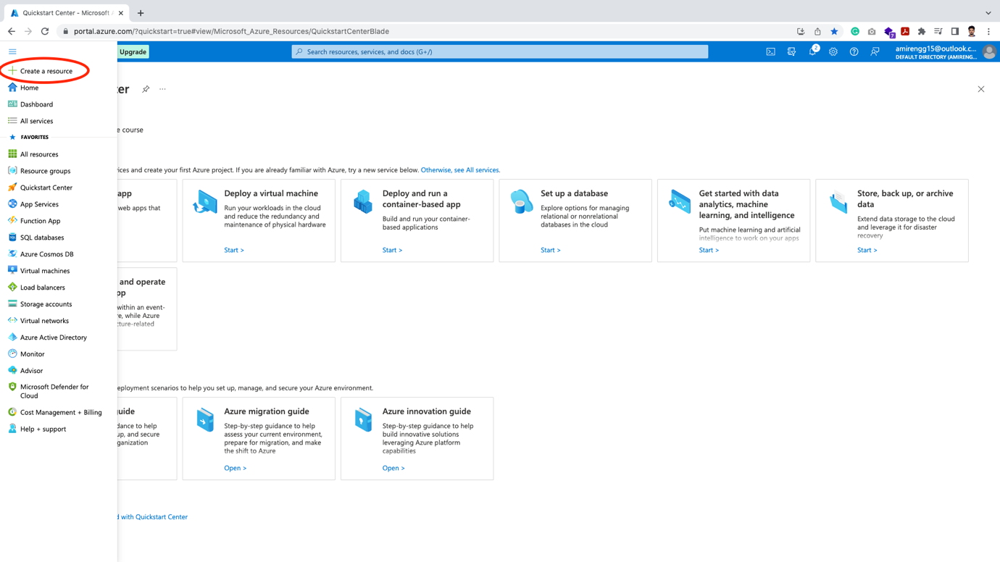 Quickstart Center - Microsoft A
portal.azure.com/?quickstart=true#view/Microsoft_Azure_Resources/QuickstartCenterBlade
7
Upgrade
Search resources, services, and docs (G+/)
2
amirengg15@outlook.c...
DEFAULT DIRECTORY (AMIRENG...
Create a resource
Home
Dashboard
All services
FAVORITES
All resources
Resource groups
Quickstart Center
App Services
Function App
SQL databases
Azure Cosmos DB
Virtual machines
Load balancers
Storage accounts
Virtual networks
Azure Active Directory
Monitor
Advisor
Microsoft Defender for
Cloud
Cost Management + Billing
Help + support
ter
e course
ices and create your first Azure project. If you are already familiar with Azure, try a new service below. Otherwise, see All services.
app
web apps that
Deploy a virtual machine
Run your workloads in the cloud
and reduce the redundancy and
maintenance of physical hardware
Start >
Deploy and run a
container-based app
Build and run your container-
based applications
Start >
Set up a database
Explore options for managing
relational or nonrelational
databases in the cloud
Start >
Get started with data
analytics, machine
learning, and intelligence
Put machine learning and artificial
intelligence to work on your apps
Start >
Store, back up, or archive
data
Extend data storage to the cloud
and leverage it for disaster
recovery
Start >
and operate
pp
within an event-
re, while Azure
cture-related
eployment scenarios to help you set up, manage, and secure your Azure environment.
uide
dance to help
up, and secure
ganization
Azure migration guide
Step-by-step guidance to help
assess your current environment,
prepare for migration, and make
the shift to Azure
Open >
Azure innovation guide
Step-by-step guidance to help
build innovative solutions
leveraging Azure platform
capabilities
Open >
d with Quickstart Center